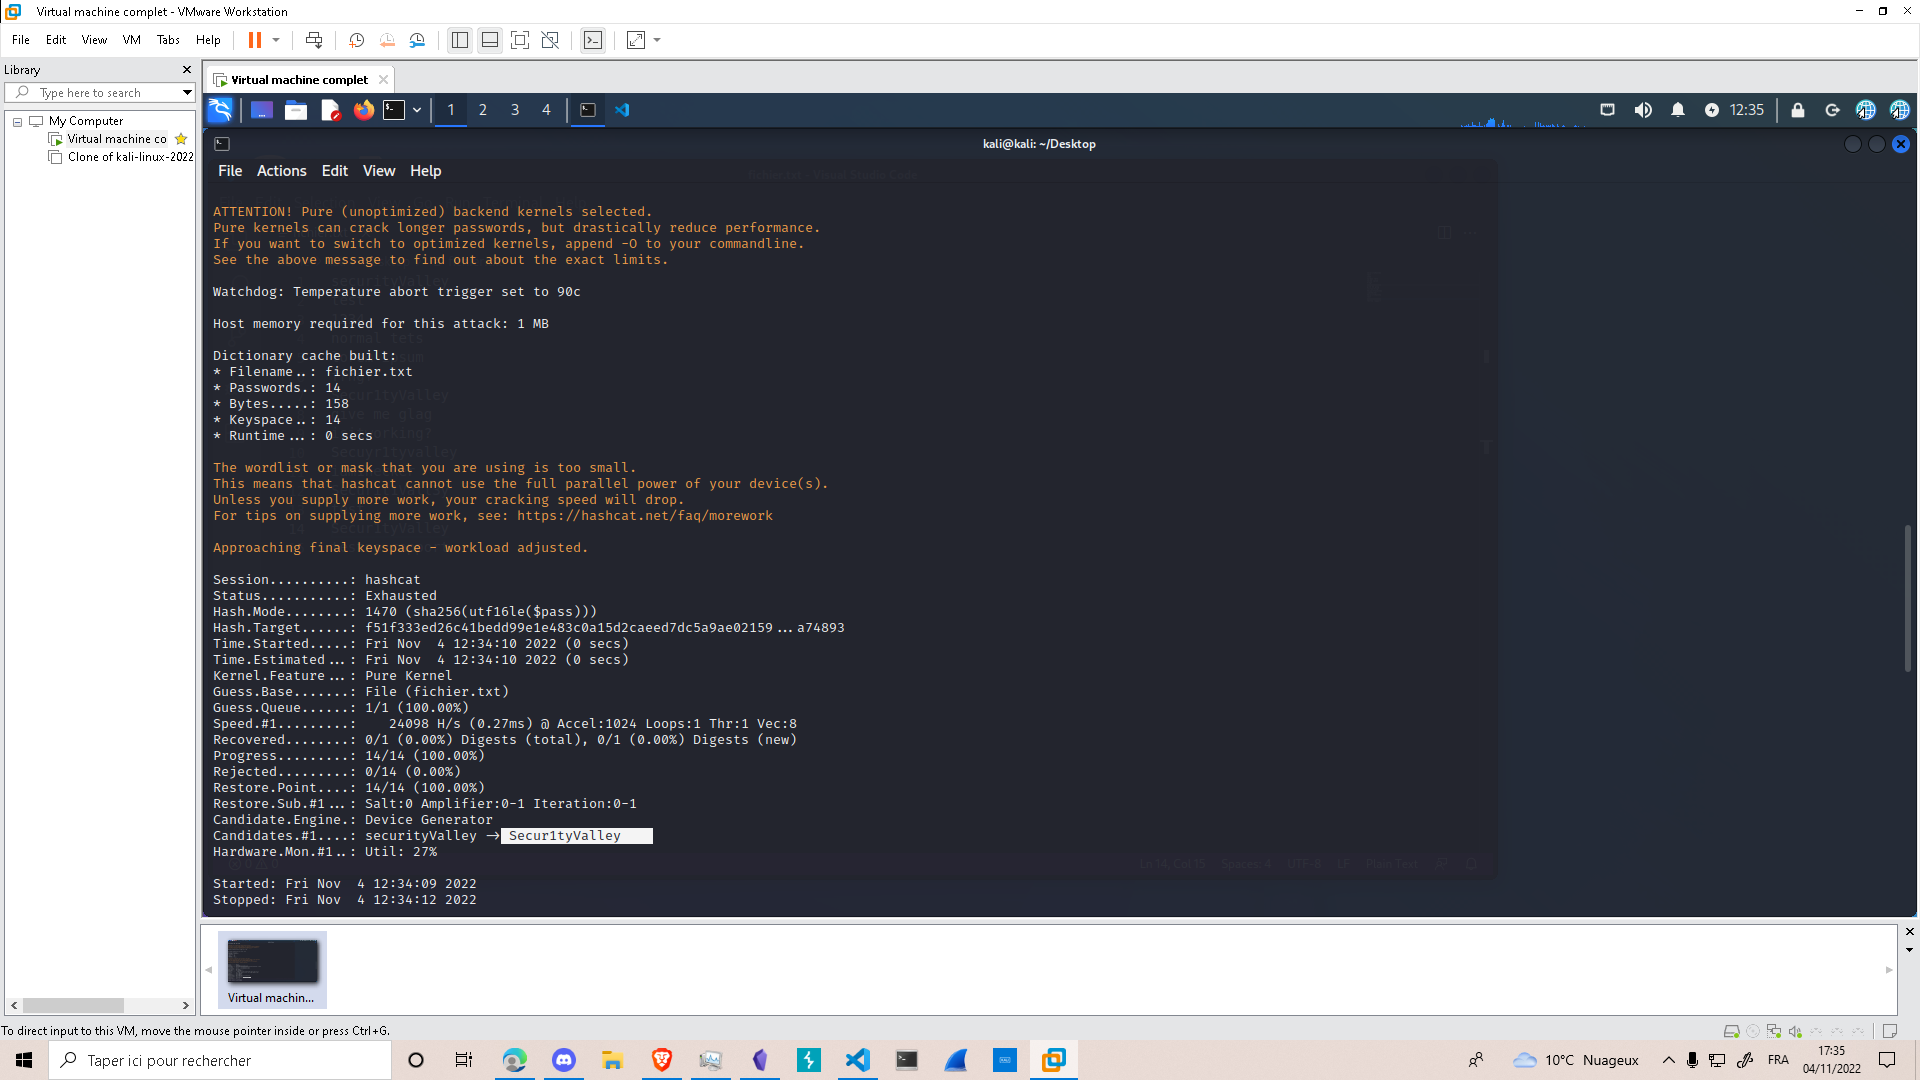 Virtual machine complet - VMware Workstation
File Edit View VM Tabs Help
Library
Type here to search
My Computer
Virtual machine co
Clone of kali-linux-2022
Virtual machine complet
1 2 3 4
12:35
kali@kali: ~/Desktop
File Actions Edit View Help
ATTENTION! Pure (unoptimized) backend kernels selected.
Pure kernels can crack longer passwords, but drastically reduce performance.
If you want to switch to optimized kernels, append -O to your commandline.
See the above message to find out about the exact limits.
Watchdog: Temperature abort trigger set to 90c
Host memory required for this attack: 1 MB
Dictionary cache built:
* Filename..: fichier.txt
* Passwords.: 14
* Bytes.....: 158
* Keyspace..: 14
* Runtime...: 0 secs
The wordlist or mask that you are using is too small.
This means that hashcat cannot use the full parallel power of your device(s).
Unless you supply more work, your cracking speed will drop.
For tips on supplying more work, see: https://hashcat.net/faq/morework
Approaching final keyspace - workload adjusted.
Session..........: hashcat
Status...........: Exhausted
Hash.Mode........: 1470 (sha256(utf16le($pass)))
Hash.Target......: f51f333ed26c41bedd99e1e483c0a15d2caeed7dc5a9ae02159...a74893
Time.Started.....: Fri Nov  4 12:34:10 2022 (0 secs)
Time.Estimated...: Fri Nov  4 12:34:10 2022 (0 secs)
Kernel.Feature...: Pure Kernel
Guess.Base.......: File (fichier.txt)
Guess.Queue......: 1/1 (100.00%)
Speed.#1.........:    24098 H/s (0.27ms) @ Accel:1024 Loops:1 Thr:1 Vec:8
Recovered........: 0/1 (0.00%) Digests (total), 0/1 (0.00%) Digests (new)
Progress.........: 14/14 (100.00%)
Rejected.........: 0/14 (0.00%)
Restore.Point....: 14/14 (100.00%)
Restore.Sub.#1...: Salt:0 Amplifier:0-1 Iteration:0-1
Candidate.Engine.: Device Generator
Candidates.#1....: securityValley -> Secur1tyValley
Hardware.Mon.#1..: Util: 27%
Started: Fri Nov  4 12:34:09 2022
Stopped: Fri Nov  4 12:34:12 2022
Virtual machin...
To direct input to this VM, move the mouse pointer inside or press Ctrl+G.
Taper ici pour rechercher
10°C Nuageux
FRA
17:35
04/11/2022